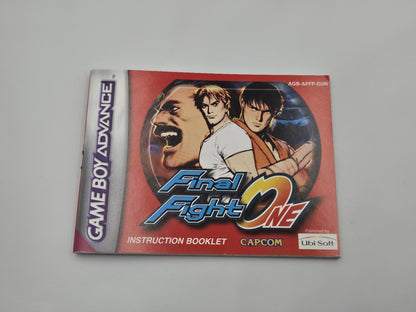 AGB-AFFP-EUR
GAME BOY ADVANCE
Final
Fight ONE
INSTRUCTION BOOKLET
CAPCOM
Published by
Ubi Soft